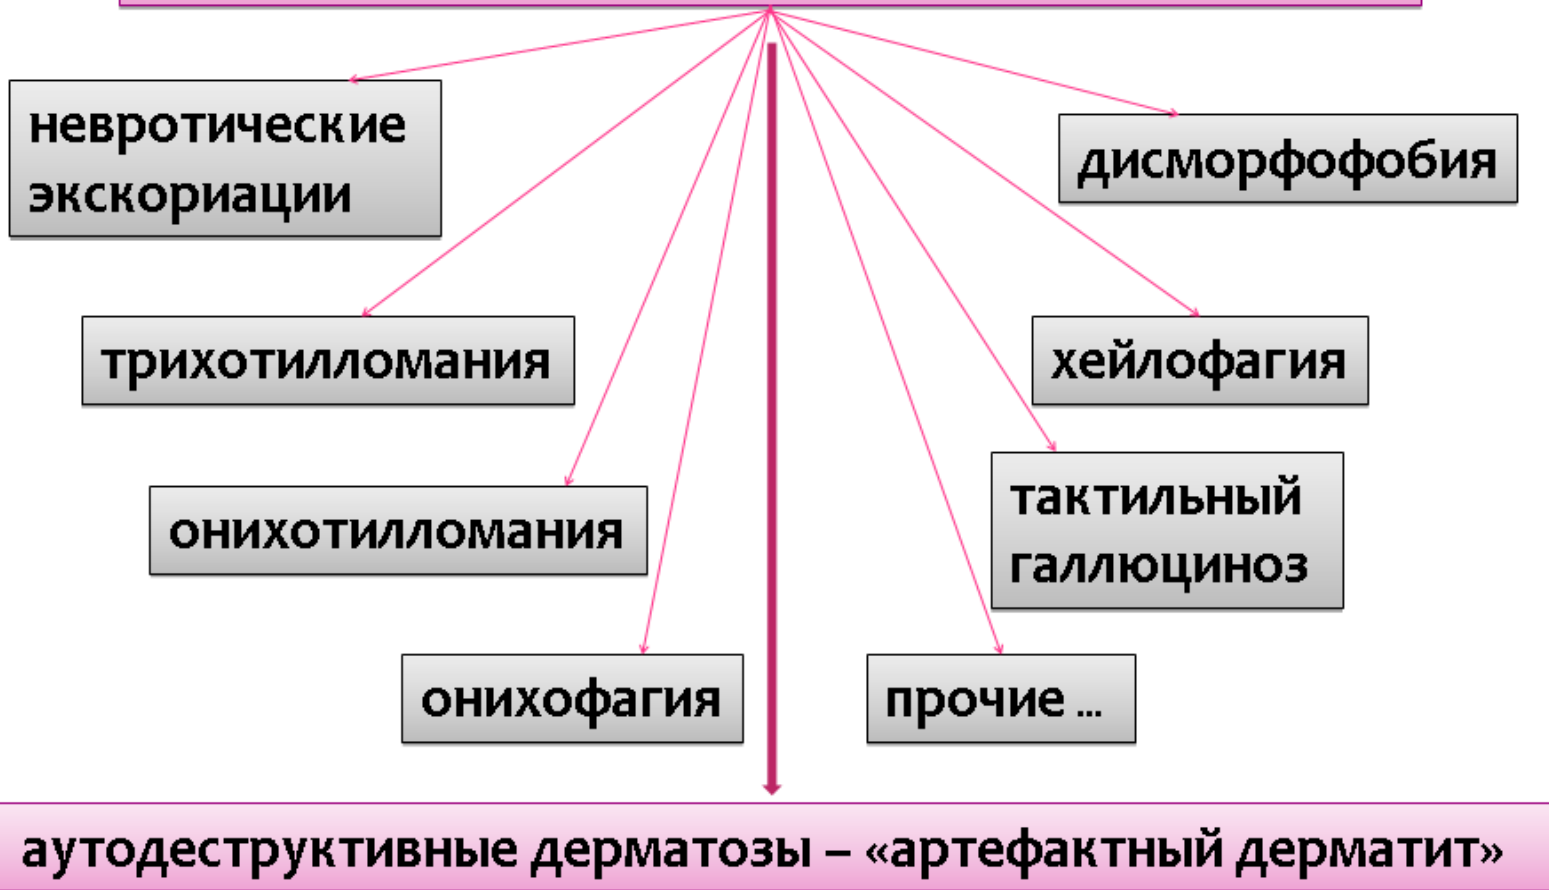 невротические
экскориации
дисморфофобия
трихотилломания
хейлофагия
онихотилломания
тактильный
галлюциноз
онихофагия
прочие ...
аутодеструктивные дерматозы – «артефактный дерматит»